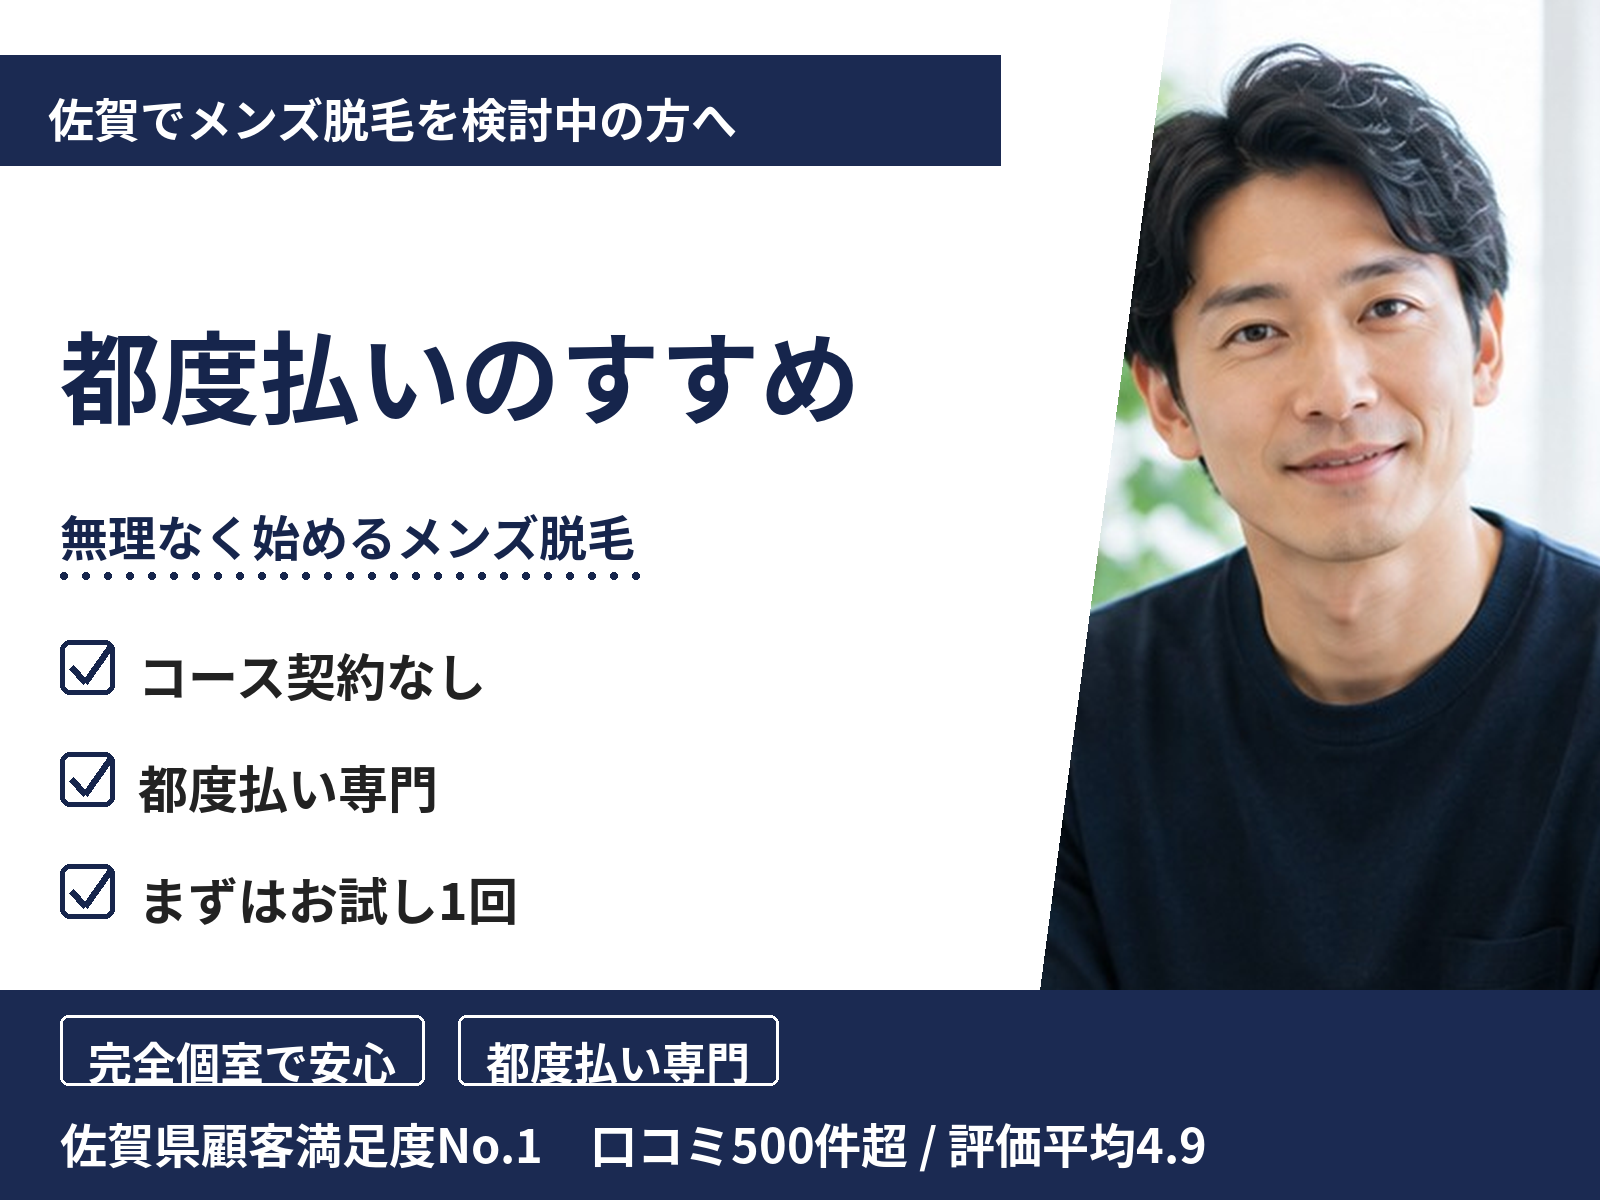 佐賀でメンズ脱毛を検討中の方へ
都度払いのすすめ
無理なく始めるメンズ脱毛
コース契約なし
都度払い専門
まずはお試し1回
完全個室で安心
都度払い専門
佐賀県顧客満足度No.1　口コミ500件超 / 評価平均4.9